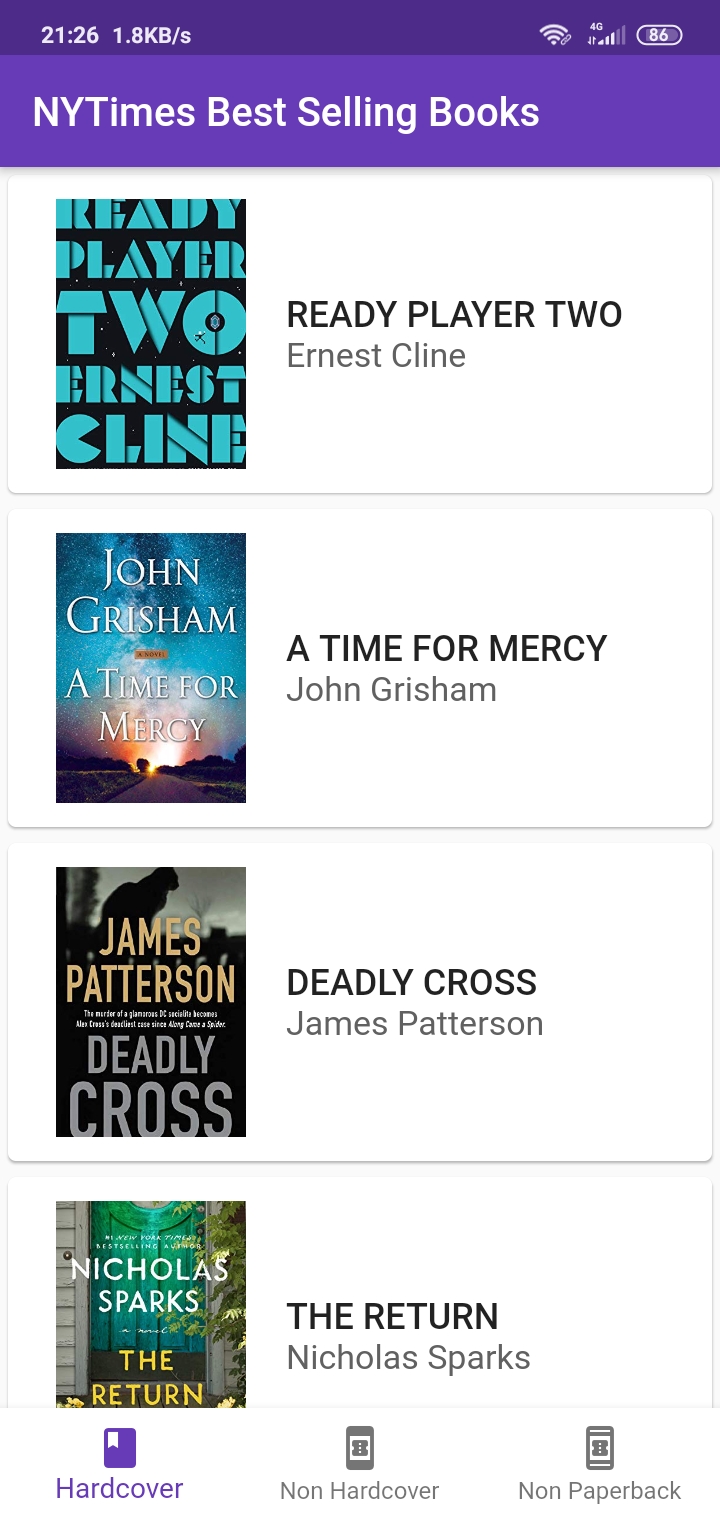 21:26 1.8KB/s 4G 86
NYTimes Best Selling Books
READY
PLAYER
TWO
ERNEST
CLINE
READY PLAYER TWO
Ernest Cline
JOHN
GRISHAM
A NOVEL
A TIME FOR
MERCY
A TIME FOR MERCY
John Grisham
JAMES
PATTERSON
The murder of a glamorous DC socialite becomes
Alex Cross's deadliest case since Along Came a Spider.
DEADLY
CROSS
DEADLY CROSS
James Patterson
#1 NEW YORK TIMES
BESTSELLING AUTHOR
NICHOLAS
SPARKS
a novel
THE
RETURN
THE RETURN
Nicholas Sparks
Hardcover
Non Hardcover
Non Paperback